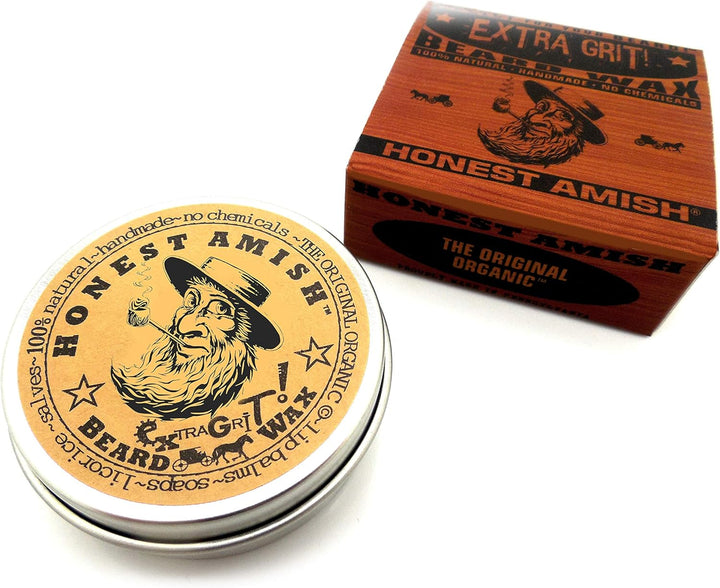 EXTRA GRIT!
BEARD WAX
100% NATURAL • HANDMADE • NO CHEMICALS
HONEST AMISH®
HONEST AMISH
THE ORIGINAL
ORGANIC™
HONEST AMISH™
exTRAGRiT!
BEARD WAX
100% natural~handmade~no chemicals~THE ORIGINAL ORGANIC©~lip balms~soaps~licorice~salves~